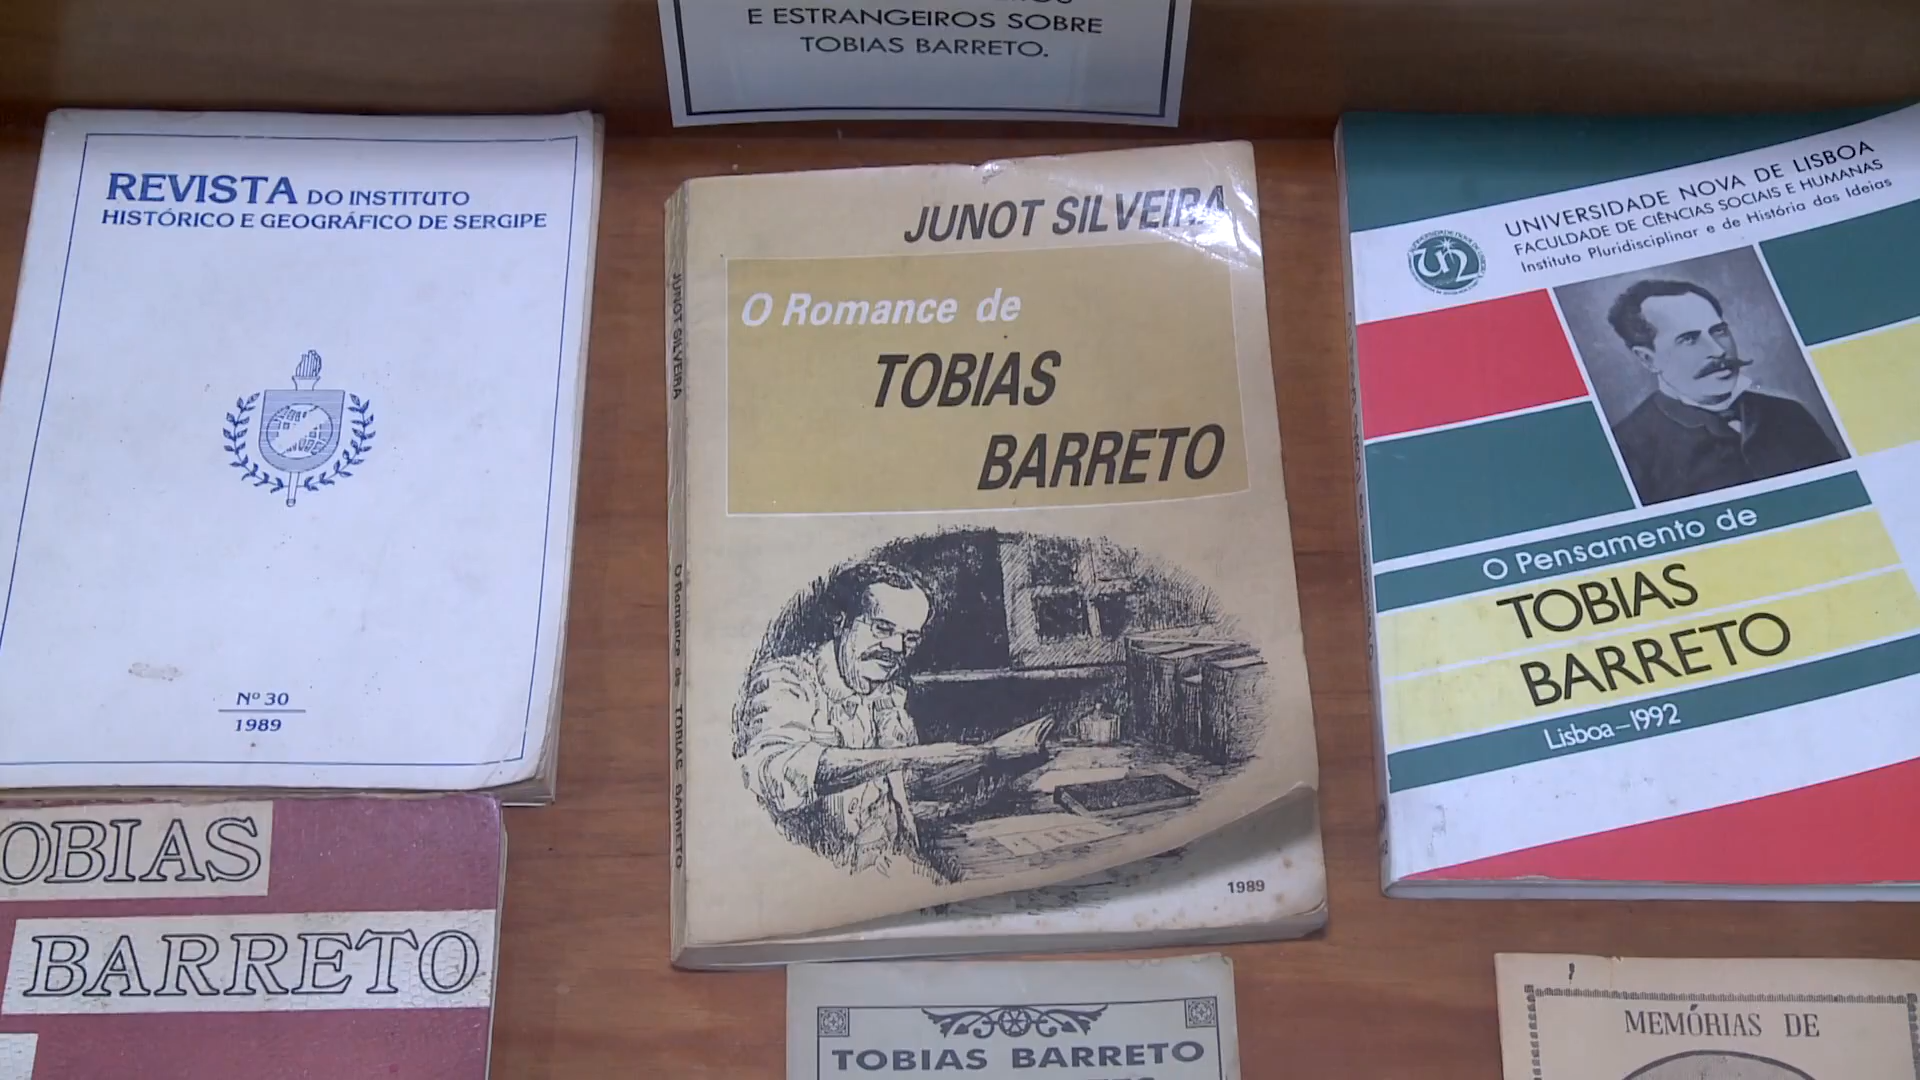 E ESTRANGEIROS SOBRE
TOBIAS BARRETO.
REVISTA DO INSTITUTO
HISTÓRICO E GEOGRÁFICO DE SERGIPE
Nº 30
1989
JUNOT SILVEIRA
O Romance de
TOBIAS
BARRETO
1989
JUNOT SILVEIRA
O Romance de TOBIAS BARRETO
UNIVERSIDADE NOVA DE LISBOA
FACULDADE DE CIÊNCIAS SOCIAIS E HUMANAS
Instituto Pluridisciplinar e de História das Ideias
O Pensamento de
TOBIAS
BARRETO
Lisboa-1992
OBIAS
BARRETO
TOBIAS BARRETO
MEMÓRIAS DE